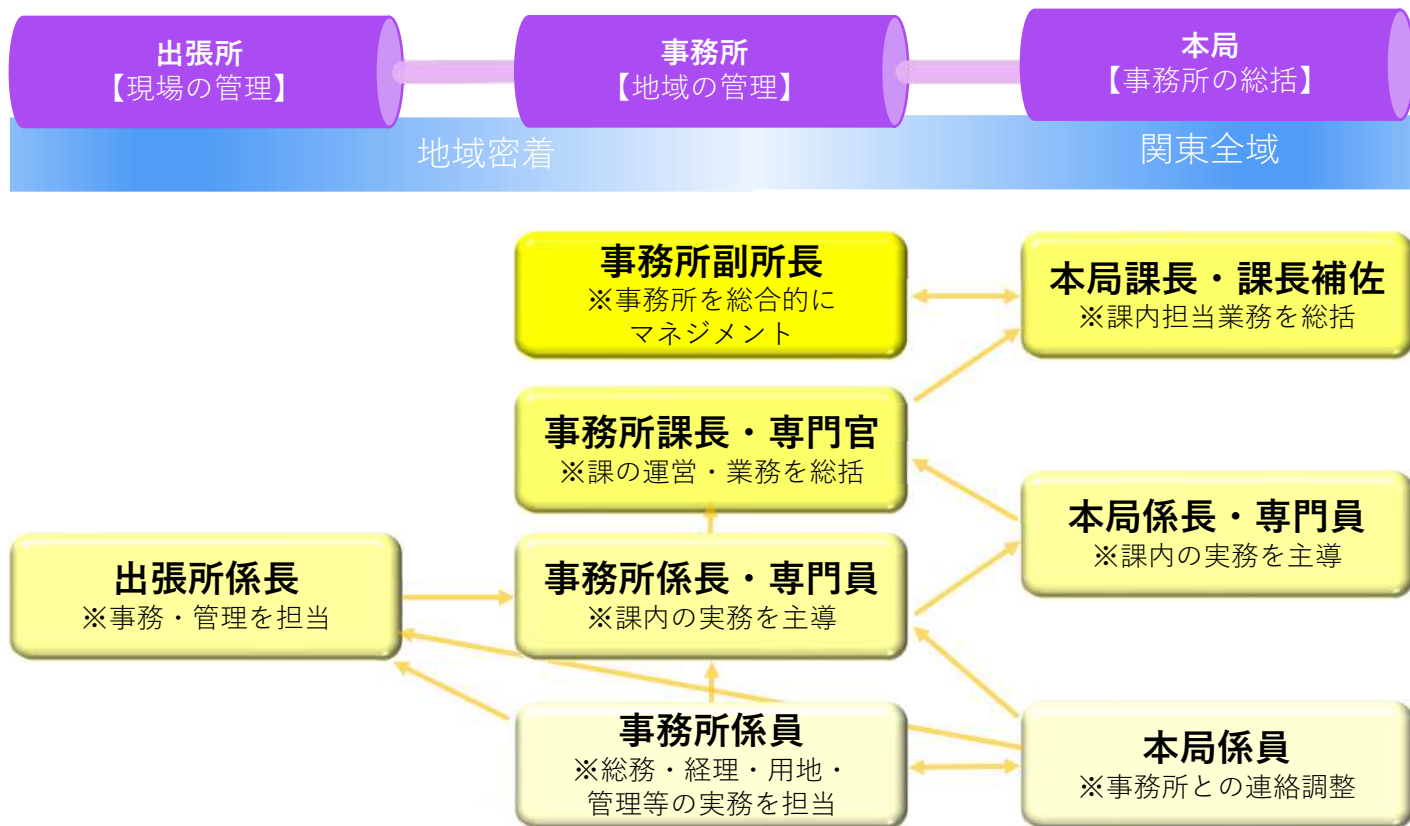 出張所
【現場の管理】
事務所
【地域の管理】
本局
【事務所の総括】
地域密着
関東全域
事務所副所長
※事務所を総合的に
マネジメント
本局課長・課長補佐
※課内担当業務を総括
事務所課長・専門官
※課の運営・業務を総括
本局係長・専門員
※課内の実務を主導
出張所係長
※事務・管理を担当
事務所係長・専門員
※課内の実務を主導
事務所係員
※総務・経理・用地・
管理等の実務を担当
本局係員
※事務所との連絡調整